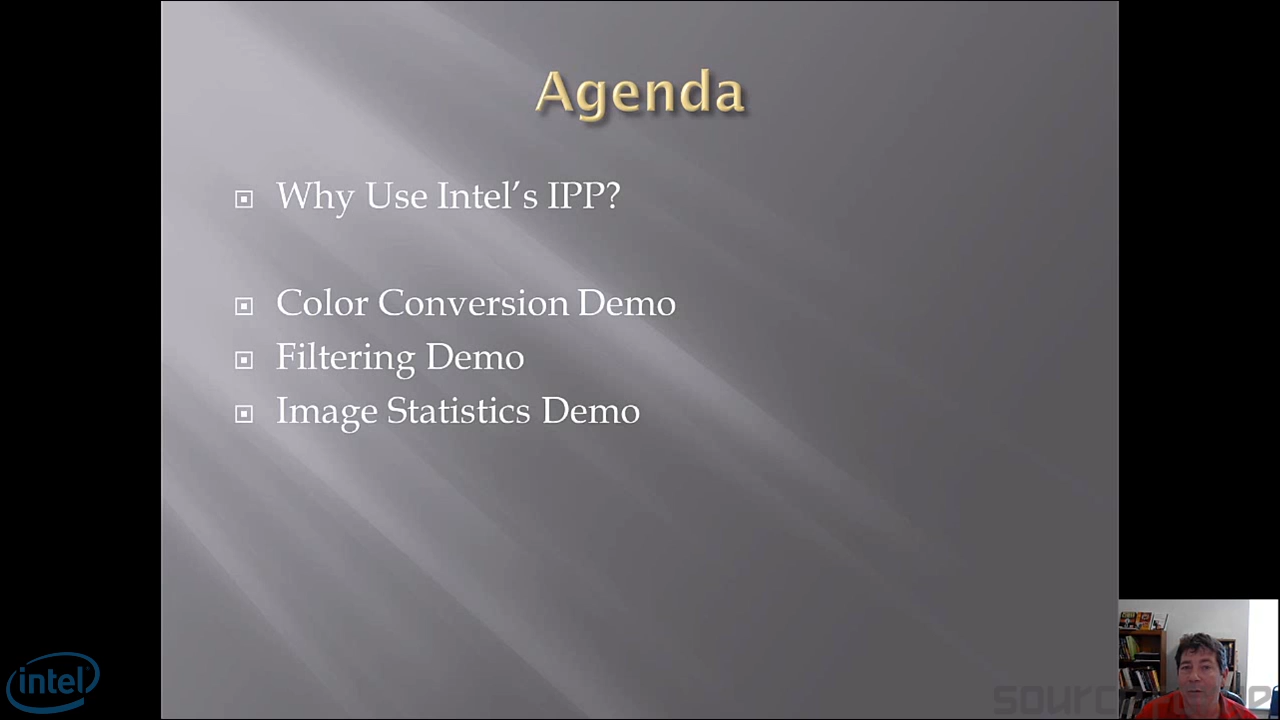 Agenda
Why Use Intel’s IPP?
Color Conversion Demo
Filtering Demo
Image Statistics Demo
intel